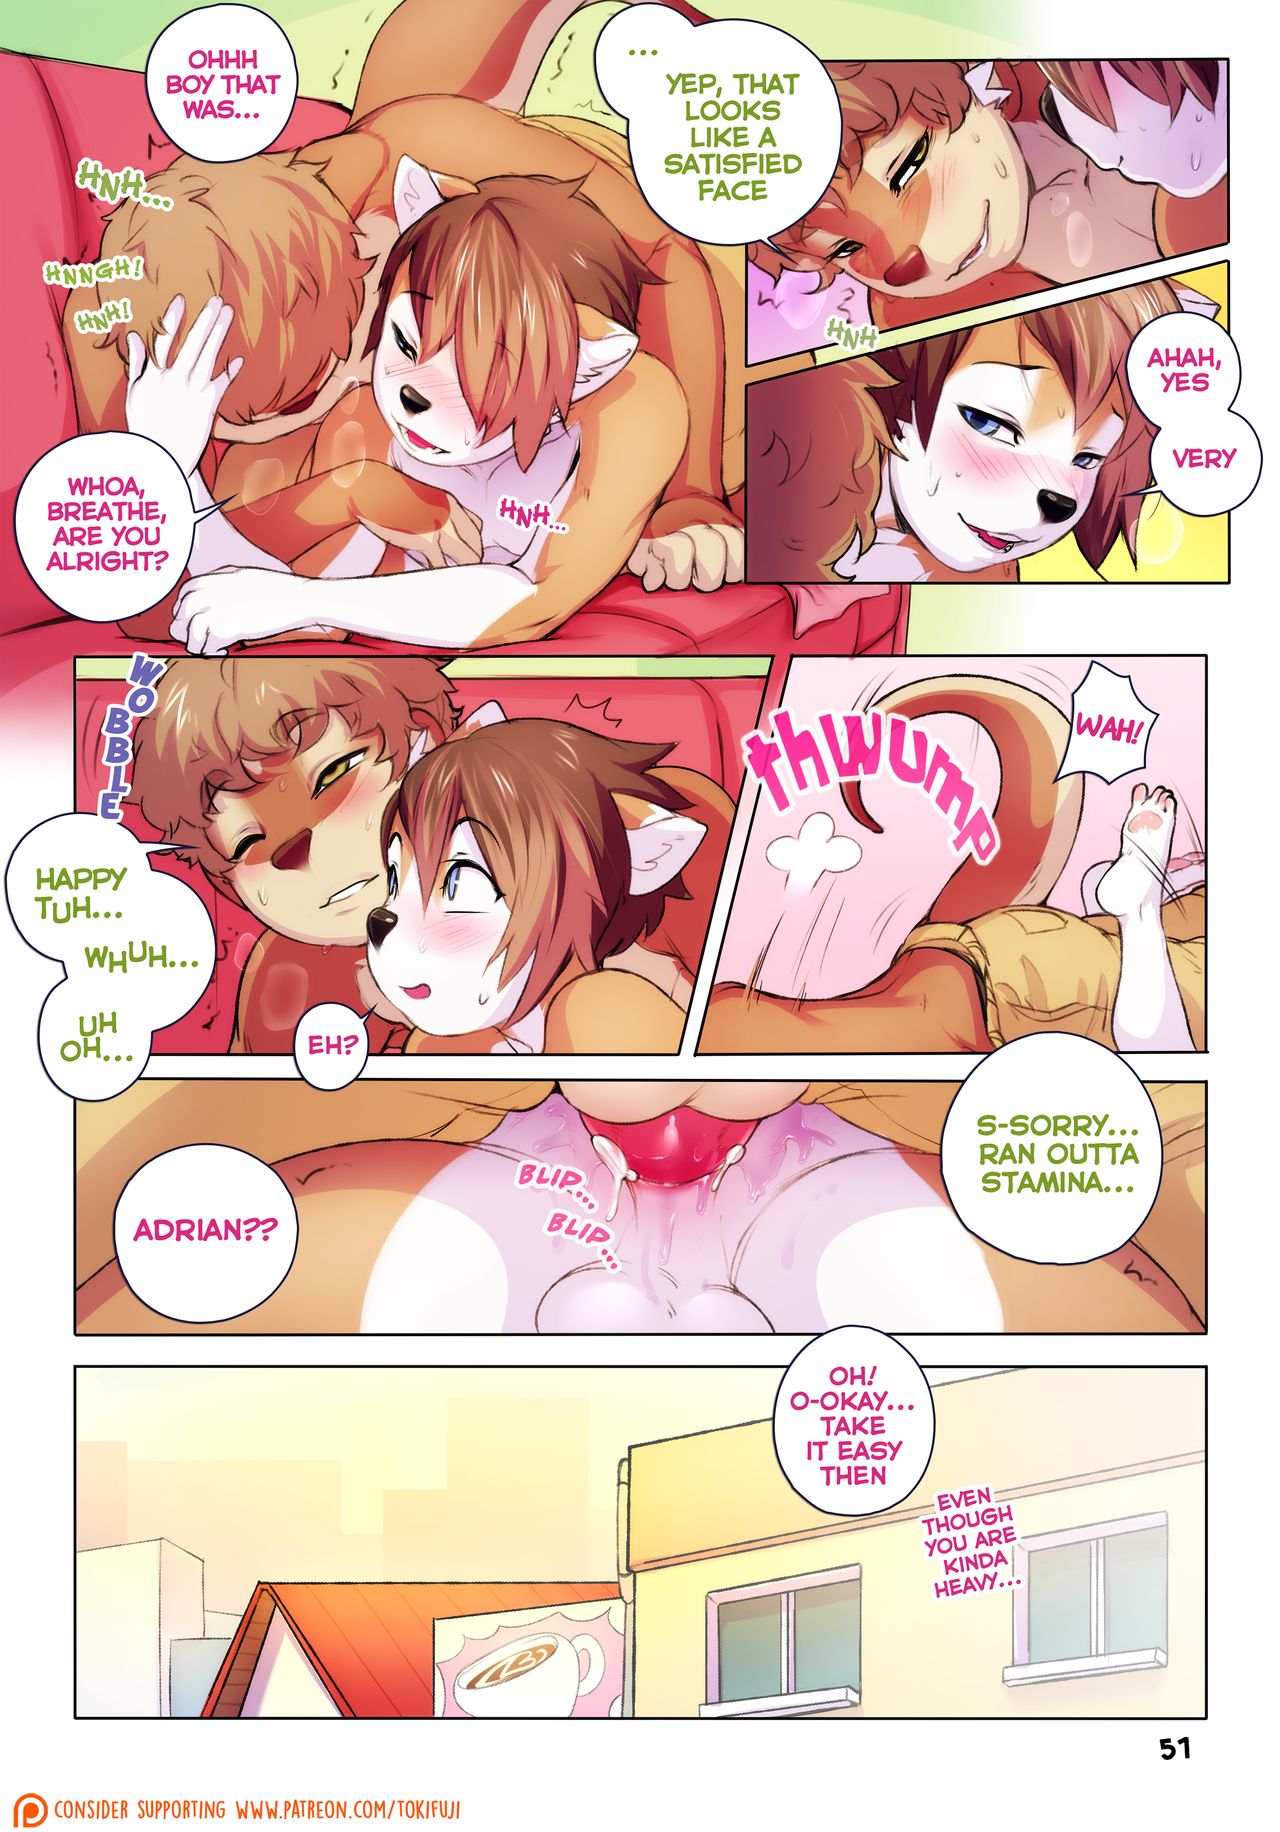 OHHH
BOY THAT
WAS...
HNH...
HNNGH!
HNH!
WHOA,
BREATHE,
ARE YOU
ALRIGHT?
HNH...
...
YEP, THAT
LOOKS
LIKE A
SATISFIED
FACE
HNH
AHAH,
YES
VERY
WOBBLE
HAPPY
TUH...
WHUH...
UH
OH...
EH?
THWUMP
WAH!
ADRIAN??
BLIP...
BLIP...
S-SORRY...
RAN OUTTA
STAMINA...
OH!
O-OKAY...
TAKE
IT EASY
THEN
EVEN
THOUGH
YOU ARE
KINDA
HEAVY...
51
CONSIDER SUPPORTING WWW.PATREON.COM/TOKIFUJI